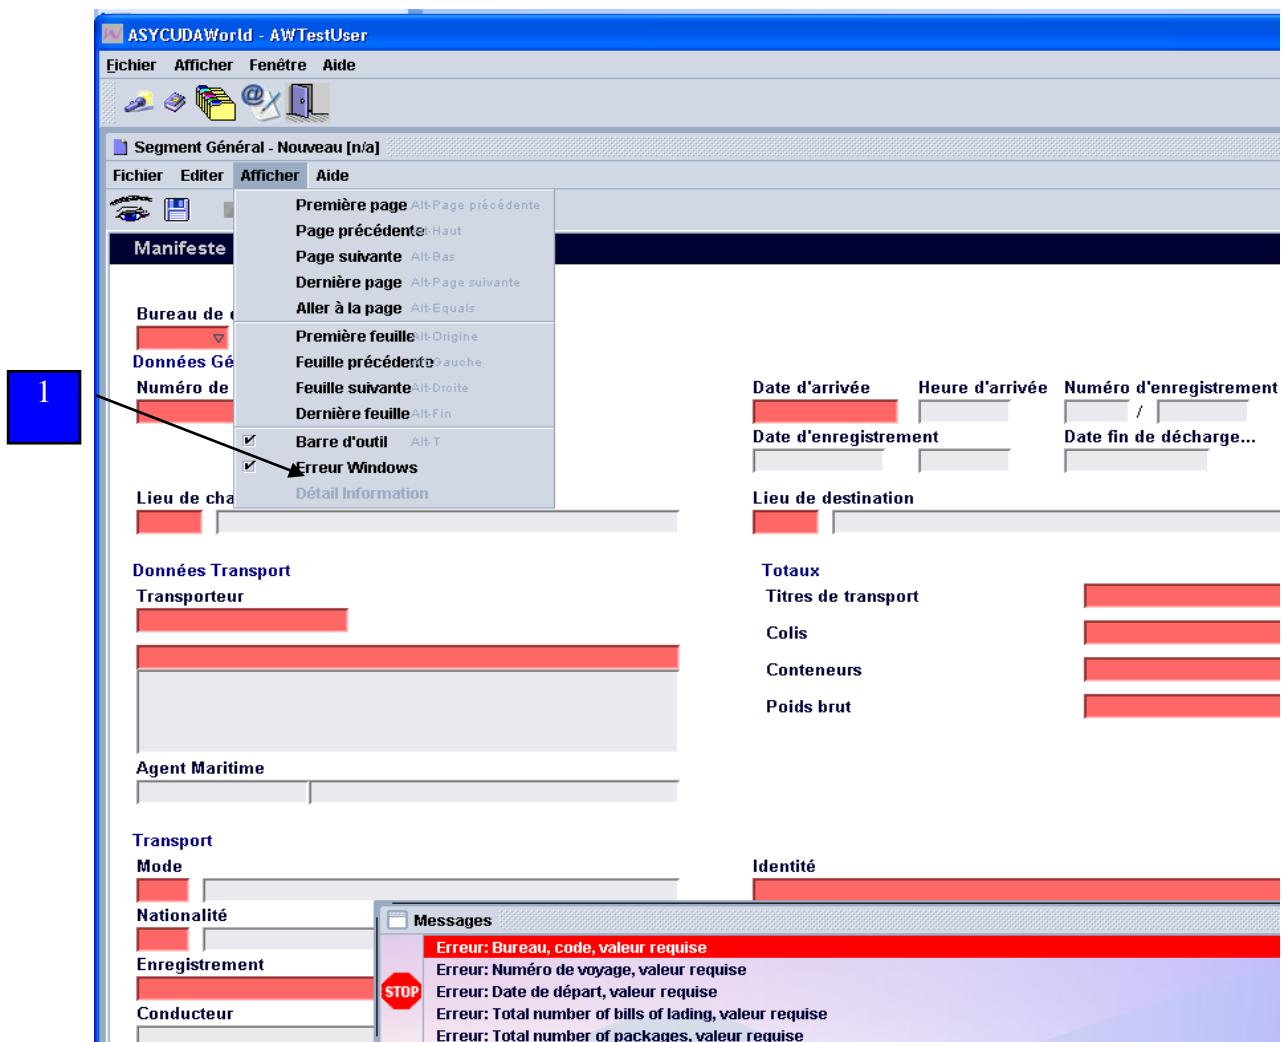 ASYCUDAWorld - AWTestUser
Fichier Afficher Fenêtre Aide
Segment Général - Nouveau [n/a]
Fichier Editer Afficher Aide
Première page Alt-Page précédente
Page précédente Alt-Haut
Manifeste
Page suivante Alt-Bas
Dernière page Alt-Page suivante
Aller à la page Alt-Equals
Bureau de
Première feuille Alt-Origine
Données Gé
Feuille précédente Alt-Gauche
Numéro de
Feuille suivante Alt-Droite
Date d'arrivée Heure d'arrivée Numéro d'enregistrement
1
Dernière feuille Alt-Fin
/
Barre d'outil Alt-T
Date d'enregistrement Date fin de décharge...
Erreur Windows
Détail Information
Lieu de cha
Lieu de destination
Données Transport
Totaux
Transporteur
Titres de transport
Colis
Conteneurs
Poids brut
Agent Maritime
Transport
Mode
Identité
Nationalité
Messages
Erreur: Bureau, code, valeur requise
Enregistrement
Erreur: Numéro de voyage, valeur requise
STOP
Erreur: Date de départ, valeur requise
Conducteur
Erreur: Total number of bills of lading, valeur requise
Erreur: Total number of packages, valeur requise